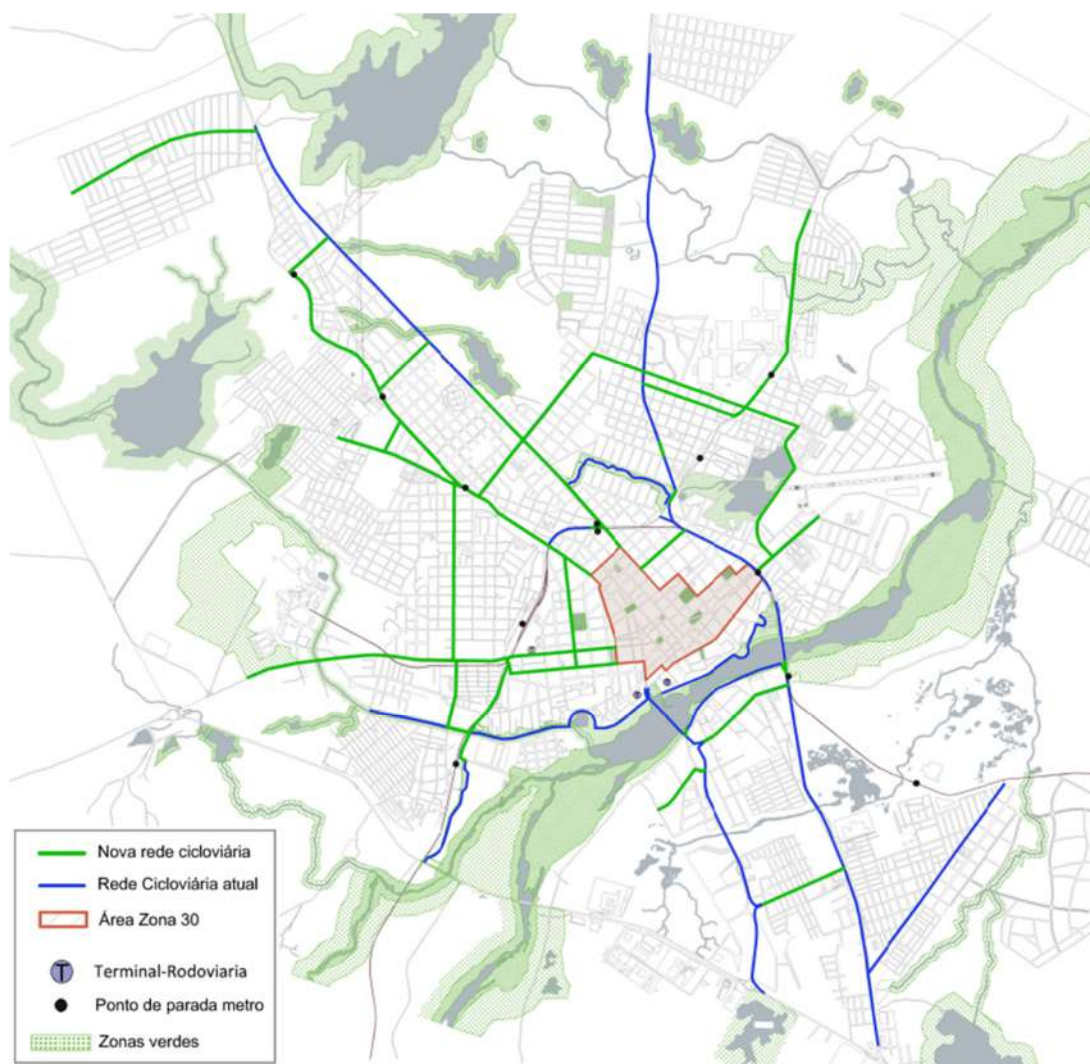 Nova rede cicloviária
Rede Cicloviária atual
Área Zona 30
T
Terminal-Rodoviaria
Ponto de parada metro
Zonas verdes